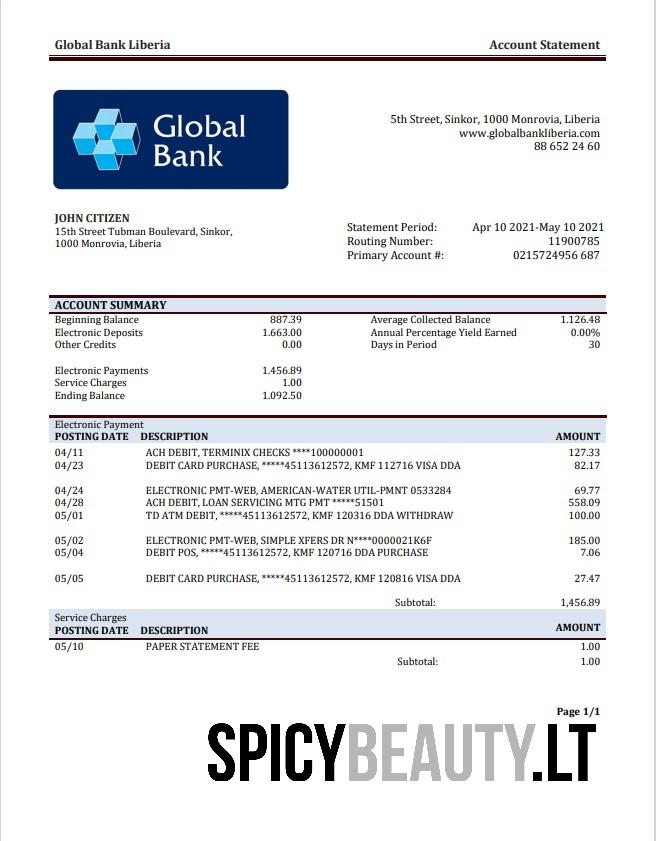 Global Bank Liberia Account Statement
Global
Bank
5th Street, Sinkor, 1000 Monrovia, Liberia
www.globalbankliberia.com
88 652 24 60
JOHN CITIZEN
15th Street Tubman Boulevard, Sinkor,
1000 Monrovia, Liberia
Statement Period: Apr 10 2021-May 10 2021
Routing Number: 11900785
Primary Account #: 0215724956 687
ACCOUNT SUMMARY
Beginning Balance 887.39 Average Collected Balance 1.126.48
Electronic Deposits 1.663.00 Annual Percentage Yield Earned 0.00%
Other Credits 0.00 Days in Period 30
Electronic Payments 1.456.89
Service Charges 1.00
Ending Balance 1.092.50
Electronic Payment
POSTING DATE DESCRIPTION AMOUNT
04/11 ACH DEBIT, TERMINIX CHECKS ****100000001 127.33
04/23 DEBIT CARD PURCHASE, *****45113612572, KMF 112716 VISA DDA 82.17
04/24 ELECTRONIC PMT-WEB, AMERICAN-WATER UTIL-PMNT 0533284 69.77
04/28 ACH DEBIT, LOAN SERVICING MTG PMT *****51501 558.09
05/01 TD ATM DEBIT, *****45113612572, KMF 120316 DDA WITHDRAW 100.00
05/02 ELECTRONIC PMT-WEB, SIMPLE XFERS DR N****0000021K6F 185.00
05/04 DEBIT POS, *****45113612572, KMF 120716 DDA PURCHASE 7.06
05/05 DEBIT CARD PURCHASE, *****45113612572, KMF 120816 VISA DDA 27.47
Subtotal: 1,456.89
Service Charges
POSTING DATE DESCRIPTION AMOUNT
05/10 PAPER STATEMENT FEE 1.00
Subtotal: 1.00
Page 1/1
SPICYBEAUTY.LT